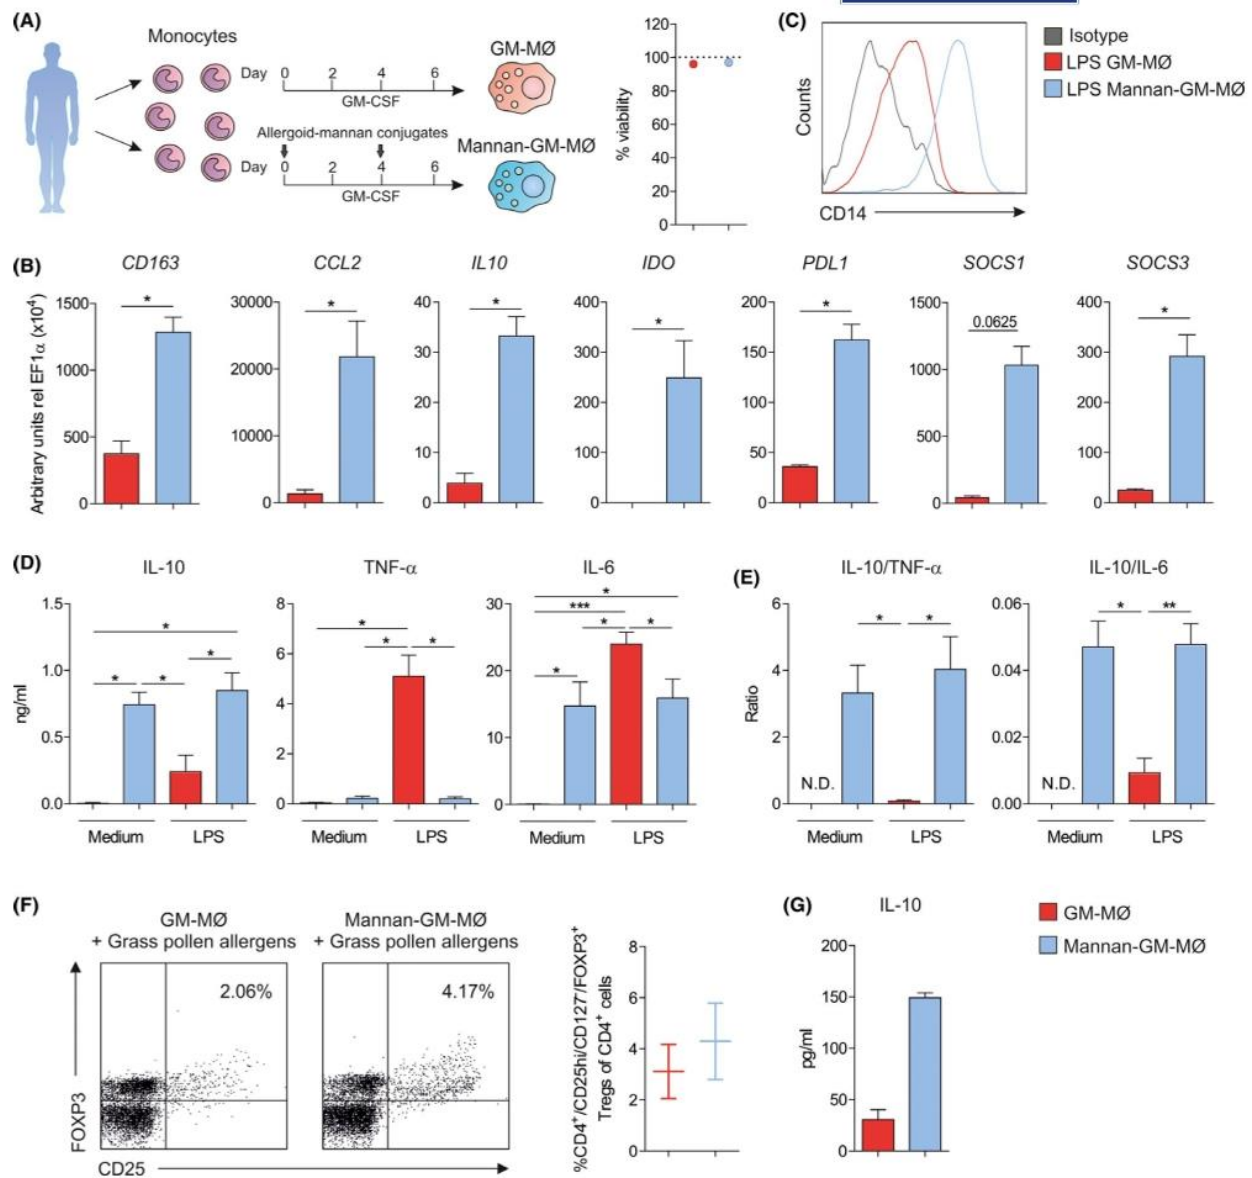 (A)
Monocytes
Day 0 2 4 6
GM-CSF
GM-MØ
Allergoid-mannan conjugates
Day 0 2 4 6
GM-CSF
Mannan-GM-MØ
% viability
120
100
80
60
40
20
0
(C)
Counts
CD14
Isotype
LPS GM-MØ
LPS Mannan-GM-MØ
(B)
Arbitrary units rel EF1α (x10⁴)
CD163
1500
1000
500
0
*
CCL2
30000
20000
10000
0
*
IL10
40
30
20
10
0
*
IDO
400
300
200
100
0
*
PDL1
200
150
100
50
0
*
SOCS1
1500
1000
500
0
0.0625
SOCS3
400
300
200
100
0
*
(D)
ng/ml
IL-10
1.5
1.0
0.5
0.0
*
*
* *
Medium LPS
TNF-α
8
6
4
2
0
*
* *
Medium LPS
IL-6
30
20
10
0
*
***
* *
*
Medium LPS
(E)
Ratio
IL-10/TNF-α
6
4
2
0
* *
N.D.
Medium LPS
IL-10/IL-6
0.06
0.04
0.02
0.00
* **
N.D.
Medium LPS
(F)
GM-MØ
+ Grass pollen allergens
2.06%
Mannan-GM-MØ
+ Grass pollen allergens
4.17%
FOXP3
CD25
%CD4⁺/CD25hi/CD127⁻/FOXP3⁺
Tregs of CD4⁺ cells
8
6
4
2
0
(G)
IL-10
pg/ml
200
150
100
50
0
GM-MØ
Mannan-GM-MØ